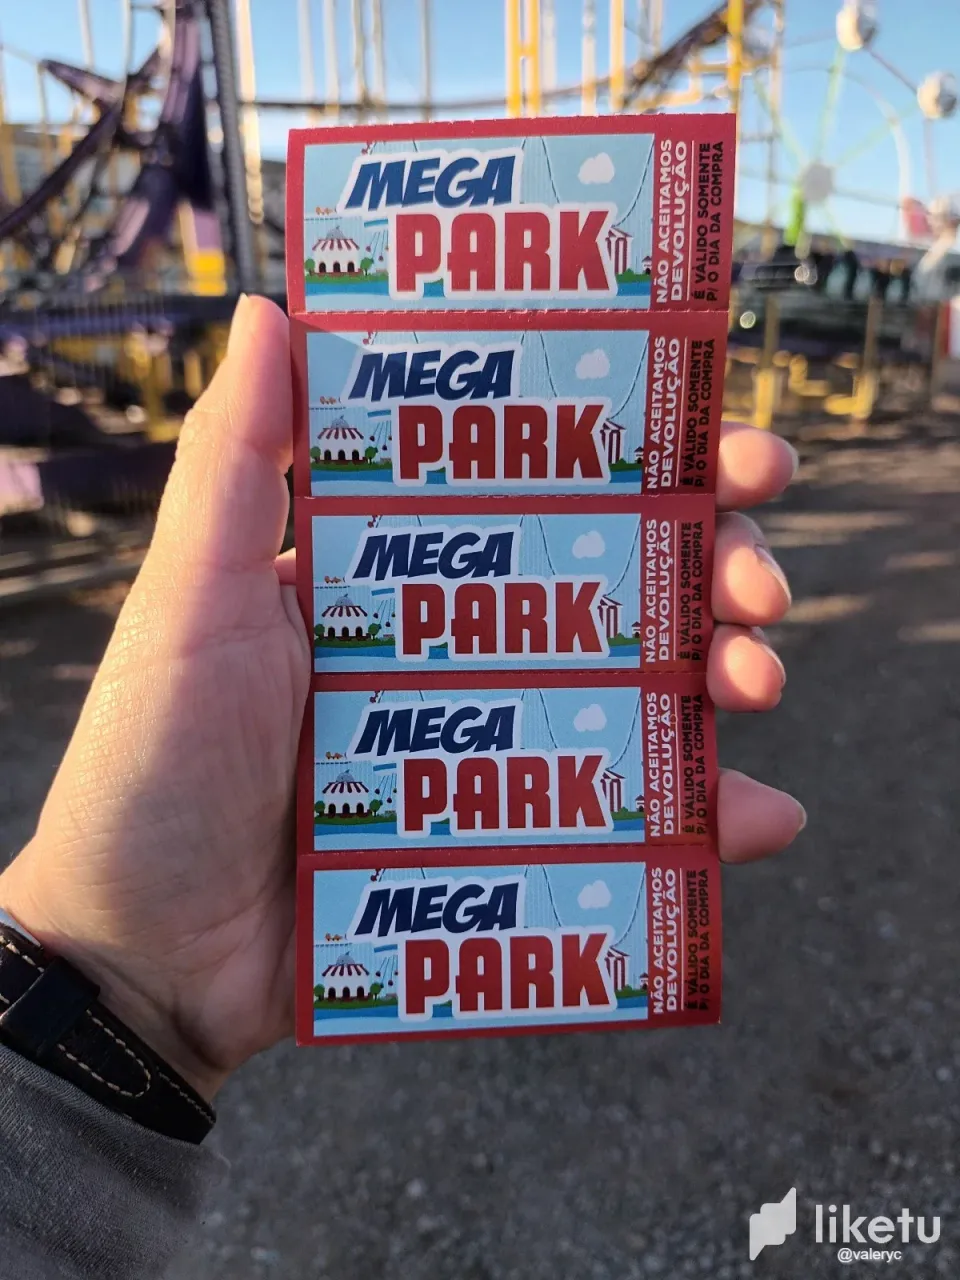 MEGA
PARK
NÃO ACEITAMOS
DEVOLUÇÃO
É VÁLIDO SOMENTE
P/ O DIA DA COMPRA
MEGA
PARK
NÃO ACEITAMOS
DEVOLUÇÃO
É VÁLIDO SOMENTE
P/ O DIA DA COMPRA
MEGA
PARK
NÃO ACEITAMOS
DEVOLUÇÃO
É VÁLIDO SOMENTE
P/ O DIA DA COMPRA
MEGA
PARK
NÃO ACEITAMOS
DEVOLUÇÃO
É VÁLIDO SOMENTE
P/ O DIA DA COMPRA
MEGA
PARK
NÃO ACEITAMOS
DEVOLUÇÃO
É VÁLIDO SOMENTE
P/ O DIA DA COMPRA
liketu
@valeryc